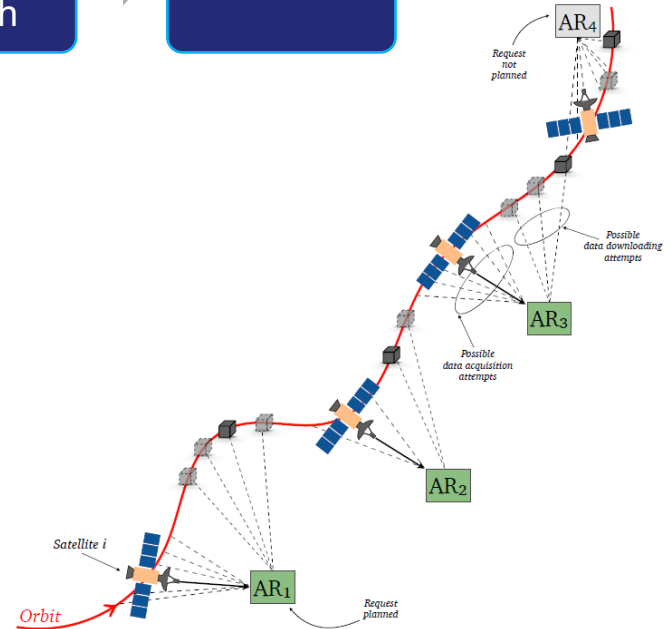 h
AR4
Request
not
planned
Possible
data downloading
attempts
AR3
Possible
data acquisition
attempts
AR2
Satellite i
AR1
Request
planned
Orbit